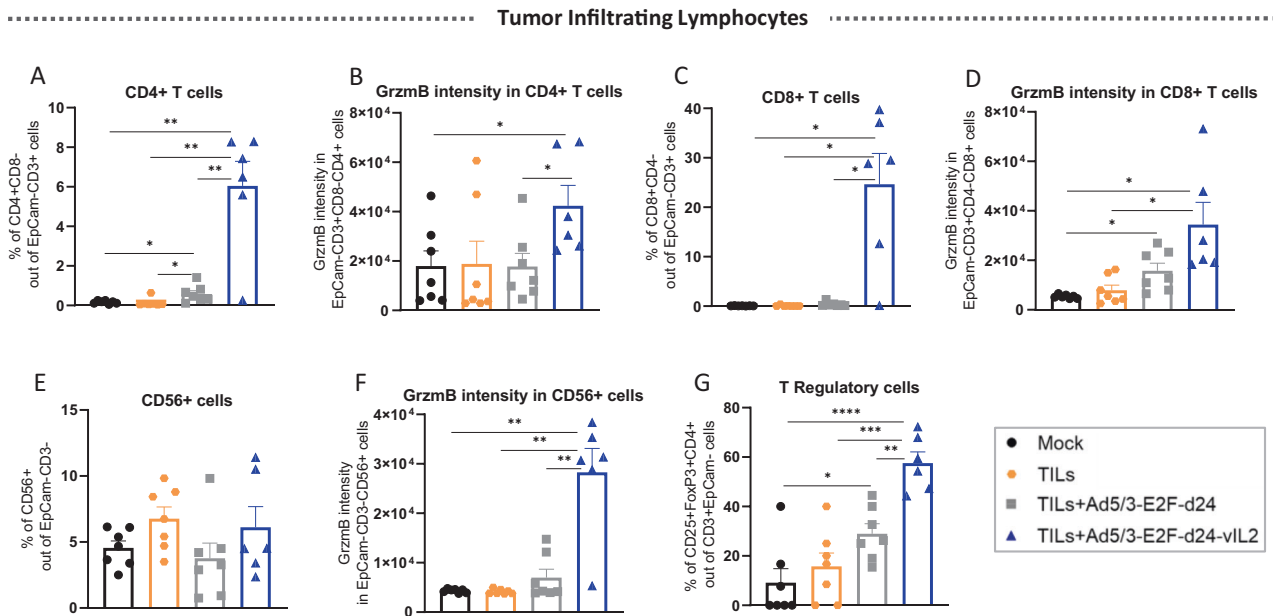 Tumor Infiltrating Lymphocytes
A
CD4+ T cells
% of CD4+CD8-
out of EpCam-CD3+ cells
10
8
6
4
2
0
**
**
**
*
*
B
GrzmB intensity in CD4+ T cells
GrzmB intensity in
EpCam-CD3+CD8-CD4+ cells
8×10⁴
6×10⁴
4×10⁴
2×10⁴
0
*
*
C
CD8+ T cells
% of CD8+CD4-
out of EpCam-CD3+ cells
40
30
20
10
0
*
*
*
D
GrzmB intensity in CD8+ T cells
GrzmB intensity in
EpCam-CD3+CD4-CD8+ cells
8×10⁴
6×10⁴
4×10⁴
2×10⁴
0
*
*
*
*
E
CD56+ cells
% of CD56+
out of EpCam-CD3-
15
10
5
0
F
GrzmB intensity in CD56+ cells
GrzmB intensity
in EpCam-CD3-CD56+ cells
4×10⁴
3×10⁴
2×10⁴
1×10⁴
0
**
**
**
G
T Regulatory cells
% of CD25+FoxP3+CD4+
out of CD3+EpCam- cells
80
60
40
20
0
****
***
**
*
Mock
TILs
TILs+Ad5/3-E2F-d24
TILs+Ad5/3-E2F-d24-vIL2